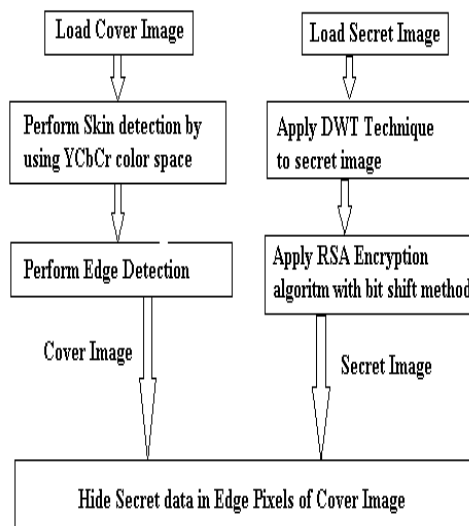 Load Cover Image
Load Secret Image
Perform Skin detection by
using YCbCr color space
Apply DWT Technique
to secret image
Perform Edge Detection
Apply RSA Encryption
algoritm with bit shift method
Cover Image
Secret Image
Hide Secret data in Edge Pixels of Cover Image